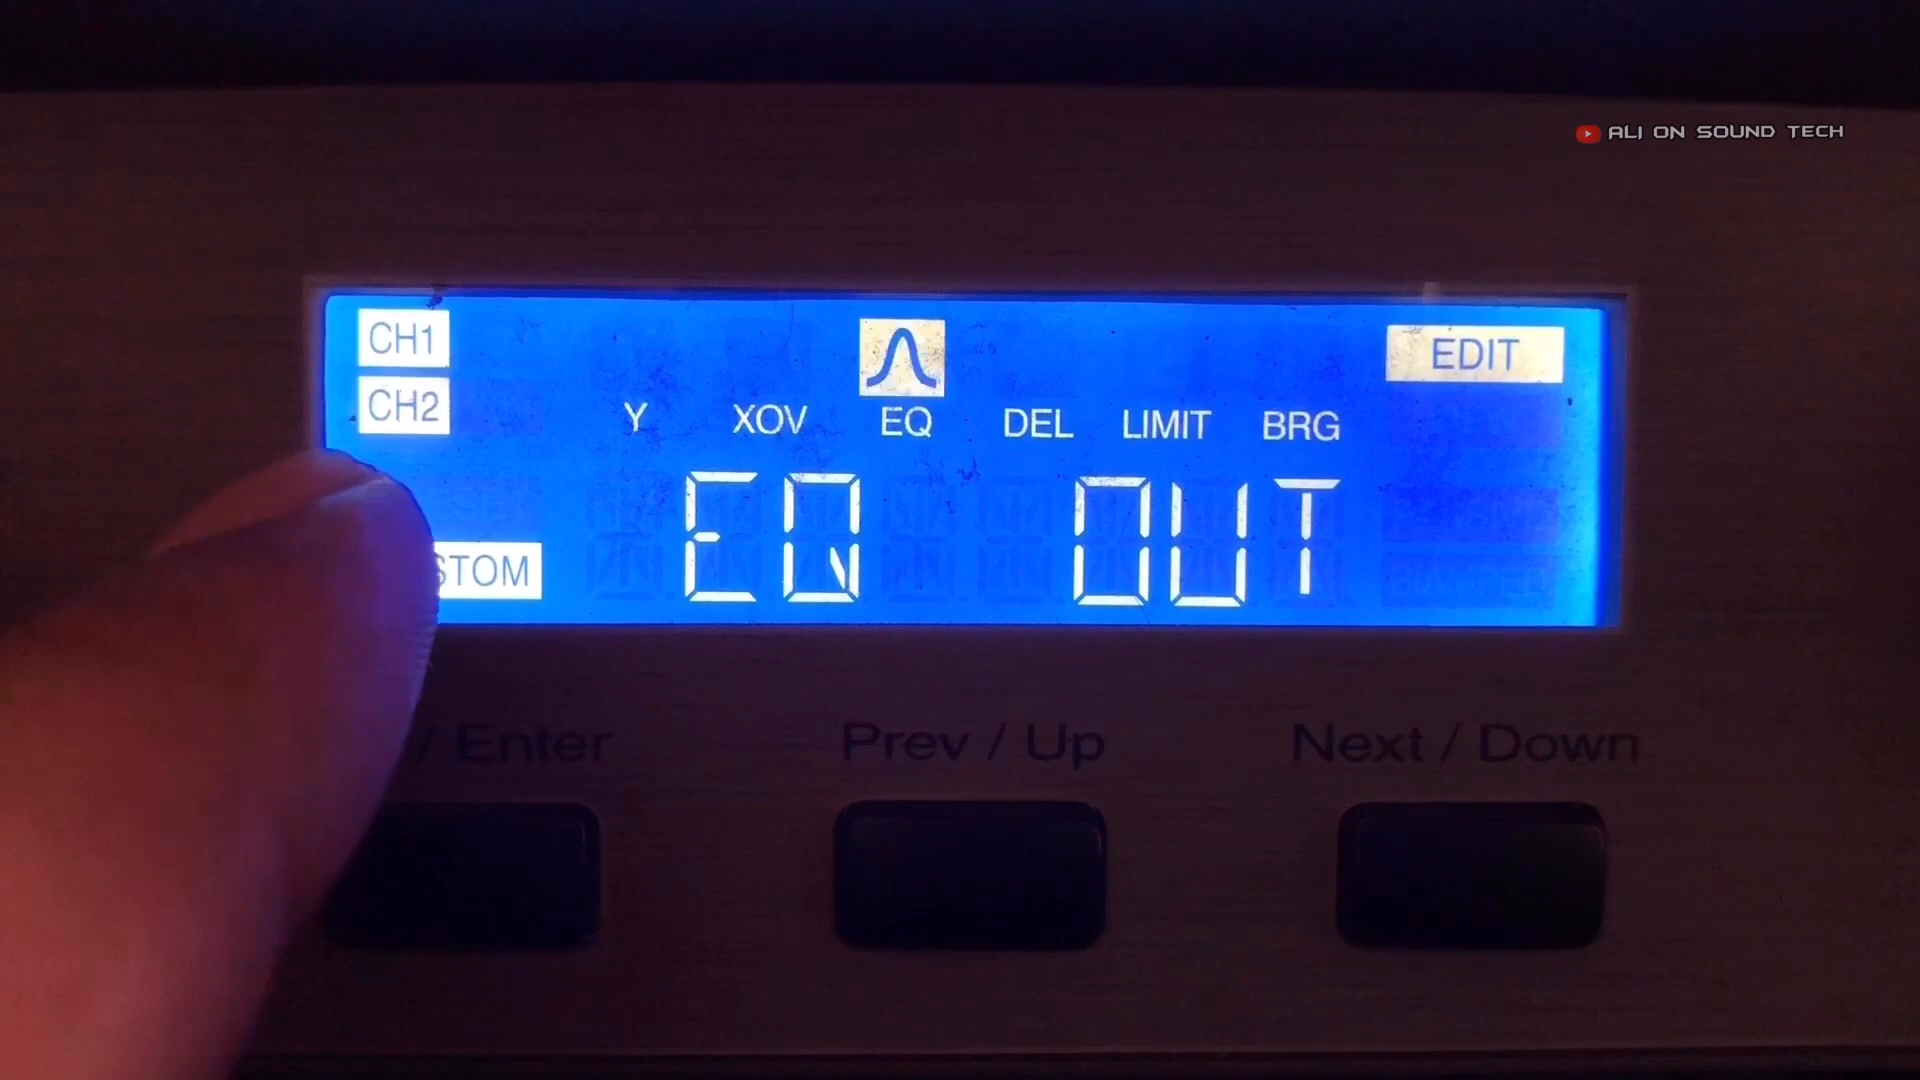 ALI ON SOUND TECH
CH1
EDIT
CH2
Y XOV EQ DEL LIMIT BRG
EQ OUT
STOM
/ Enter
Prev / Up
Next / Down